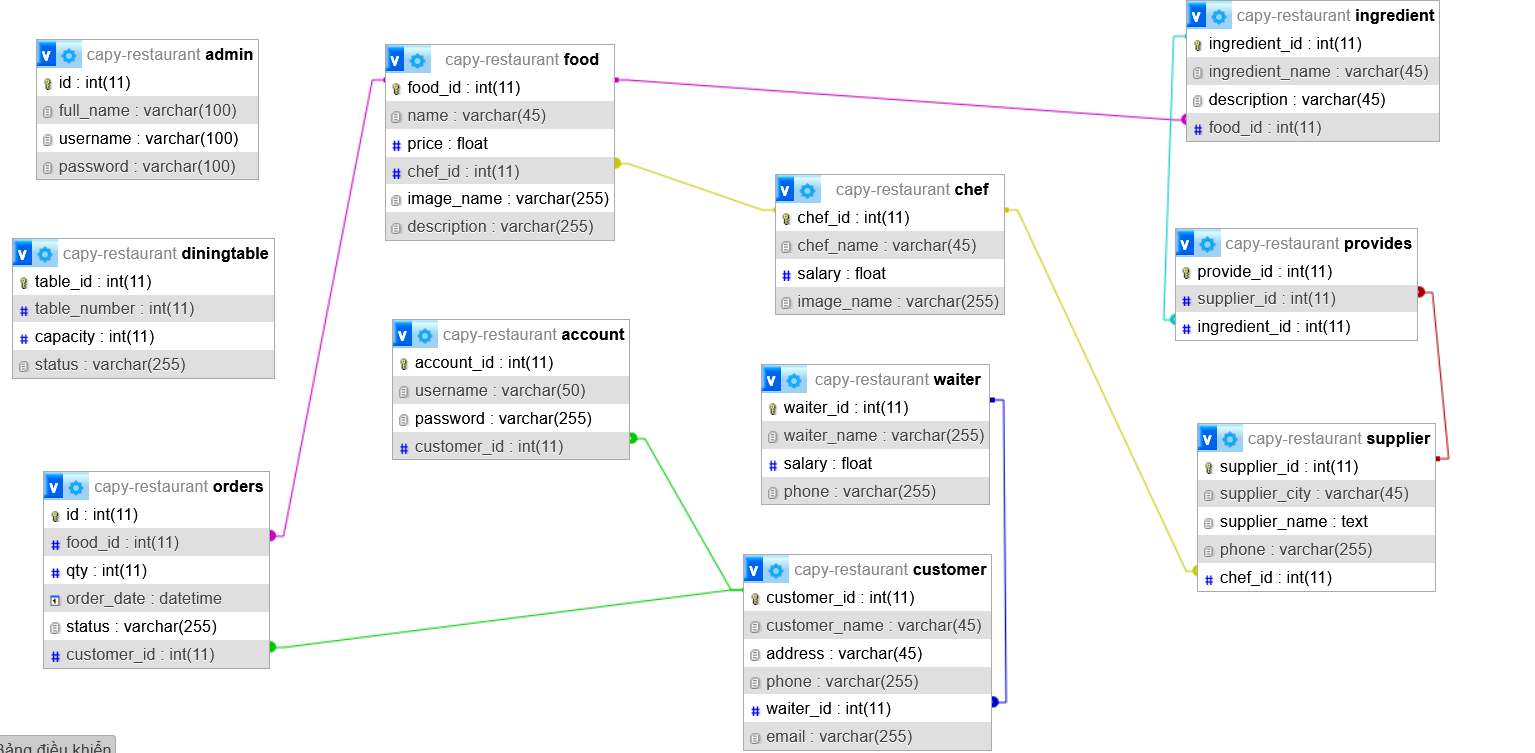 capy-restaurant admin
id : int(11)
full_name : varchar(100)
username : varchar(100)
password : varchar(100)
capy-restaurant food
food_id : int(11)
name : varchar(45)
price : float
chef_id : int(11)
image_name : varchar(255)
description : varchar(255)
capy-restaurant ingredient
ingredient_id : int(11)
ingredient_name : varchar(45)
description : varchar(45)
food_id : int(11)
capy-restaurant chef
chef_id : int(11)
chef_name : varchar(45)
salary : float
image_name : varchar(255)
capy-restaurant diningtable
table_id : int(11)
table_number : int(11)
capacity : int(11)
status : varchar(255)
capy-restaurant provides
provide_id : int(11)
supplier_id : int(11)
ingredient_id : int(11)
capy-restaurant account
account_id : int(11)
username : varchar(50)
password : varchar(255)
customer_id : int(11)
capy-restaurant waiter
waiter_id : int(11)
waiter_name : varchar(255)
salary : float
phone : varchar(255)
capy-restaurant supplier
supplier_id : int(11)
supplier_city : varchar(45)
supplier_name : text
phone : varchar(255)
chef_id : int(11)
capy-restaurant orders
id : int(11)
food_id : int(11)
qty : int(11)
order_date : datetime
status : varchar(255)
customer_id : int(11)
capy-restaurant customer
customer_id : int(11)
customer_name : varchar(45)
address : varchar(45)
phone : varchar(255)
waiter_id : int(11)
email : varchar(255)
Bảng điều khiển